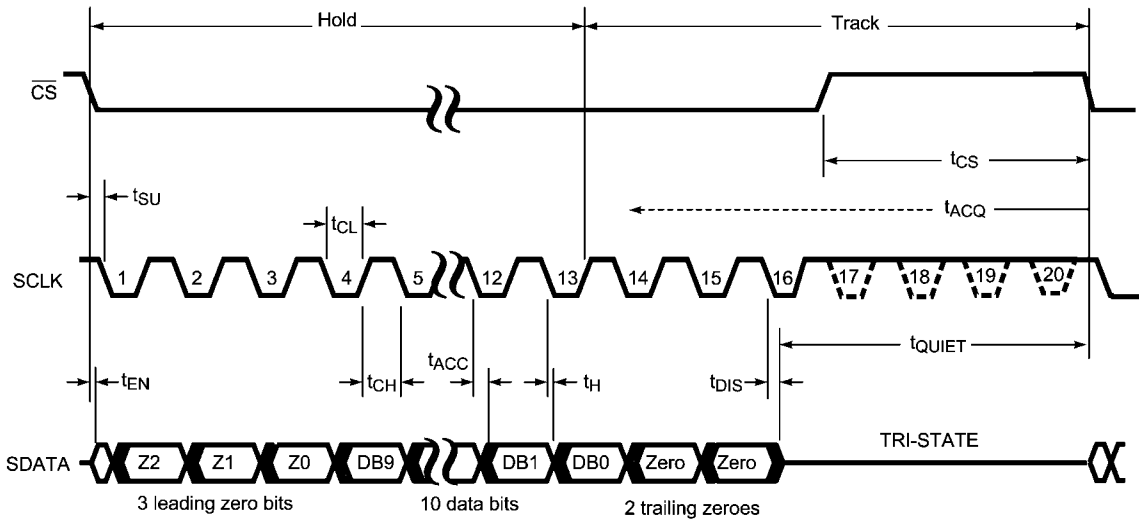 Hold
Track
CS
tCS
tSU
tACQ
tCL
SCLK
1
2
3
4
5
12
13
14
15
16
17
18
19
20
tQUIET
tACC
tEN
tCH
tH
tDIS
TRI-STATE
SDATA
Z2
Z1
Z0
DB9
DB1
DB0
Zero
Zero
3 leading zero bits
10 data bits
2 trailing zeroes